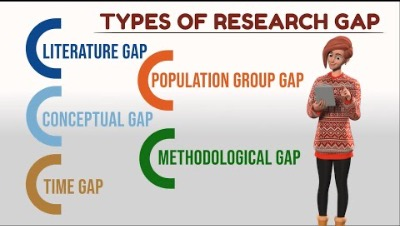 TYPES OF RESEARCH GAP
LITERATURE GAP
POPULATION GROUP GAP
CONCEPTUAL GAP
METHODOLOGICAL GAP
TIME GAP